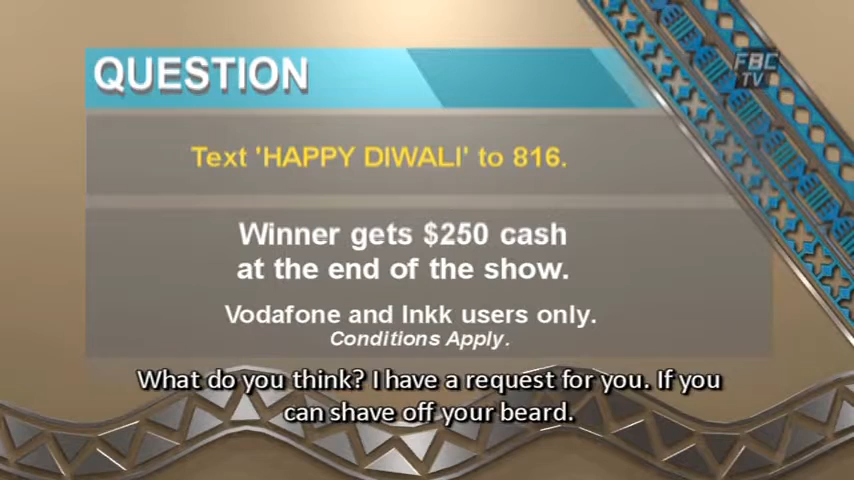 QUESTION
FBC
TV
Text 'HAPPY DIWALI' to 816.
Winner gets $250 cash
at the end of the show.
Vodafone and Inkk users only.
Conditions Apply.
What do you think? I have a request for you. If you
can shave off your beard.